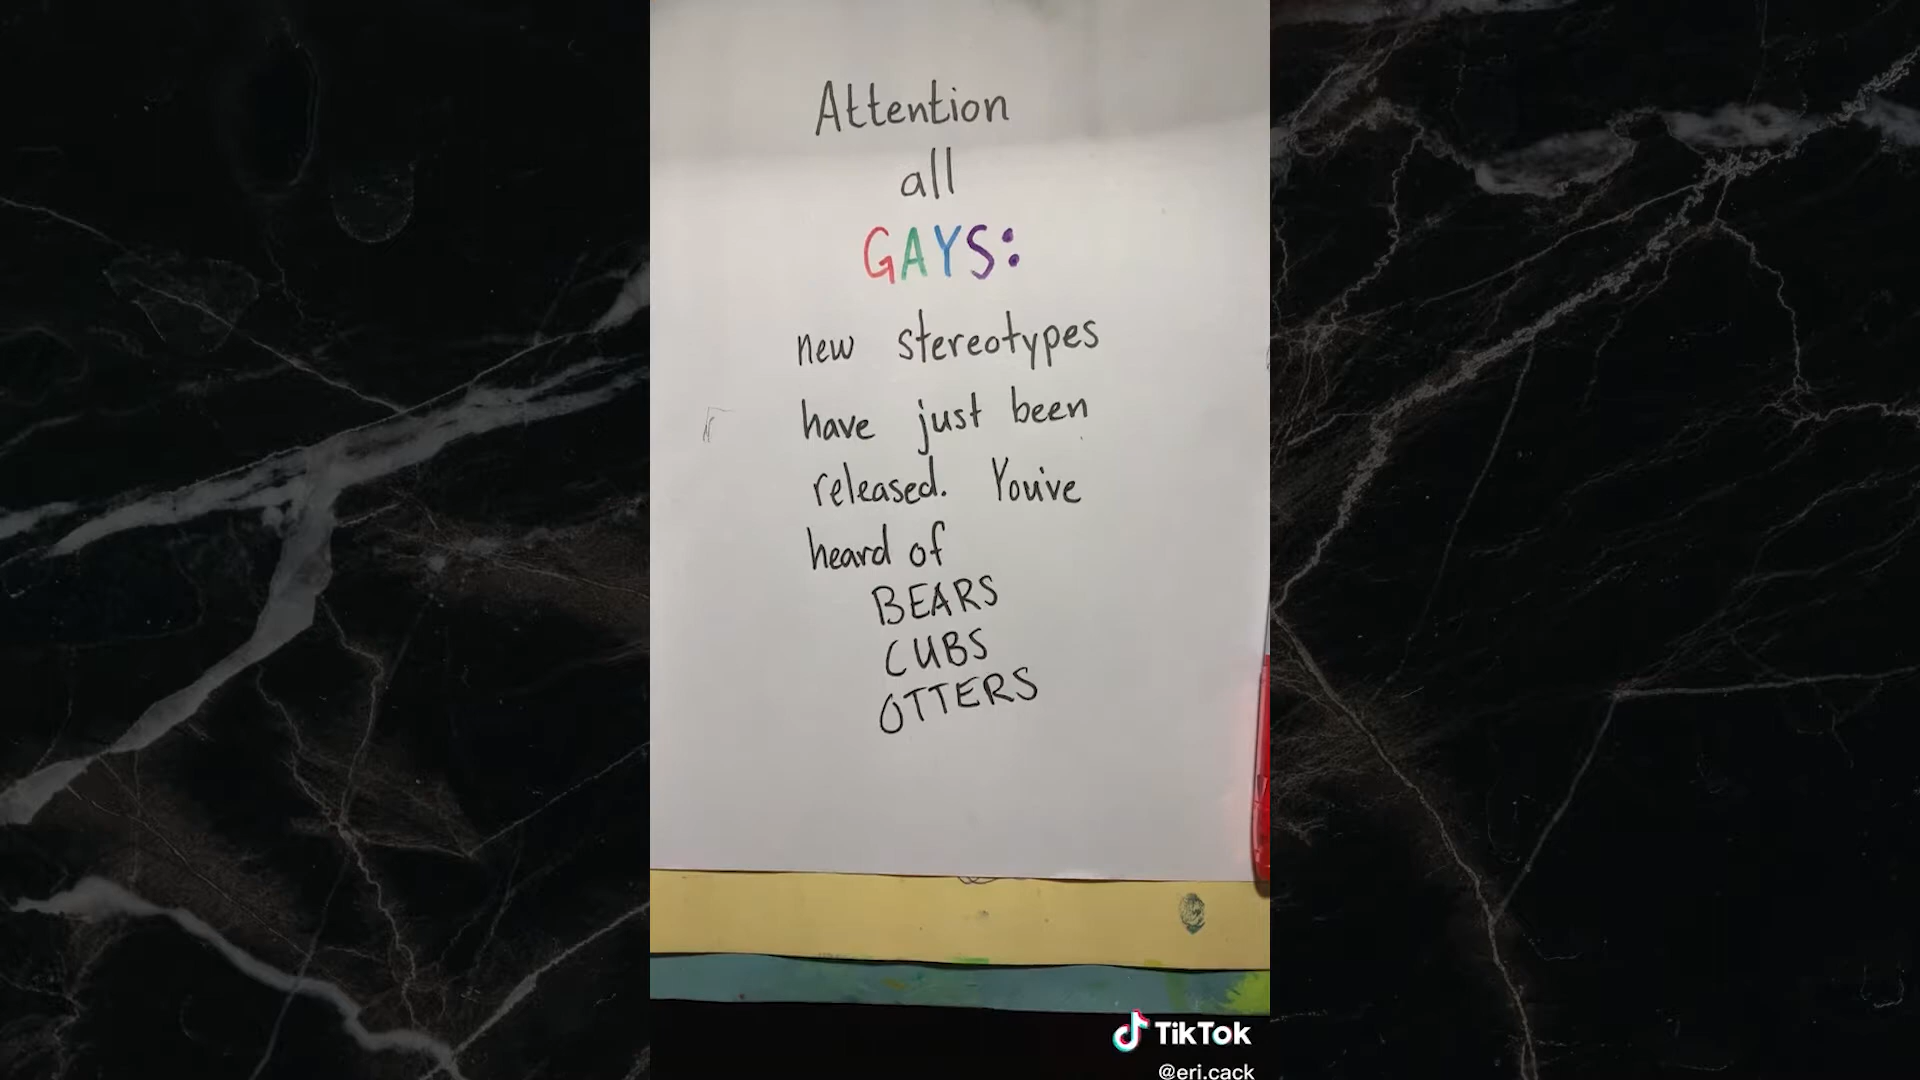 Attention
all
GAYS:
new stereotypes
have just been
released. You've
heard of
BEARS
CUBS
OTTERS
TikTok
@eri.cack